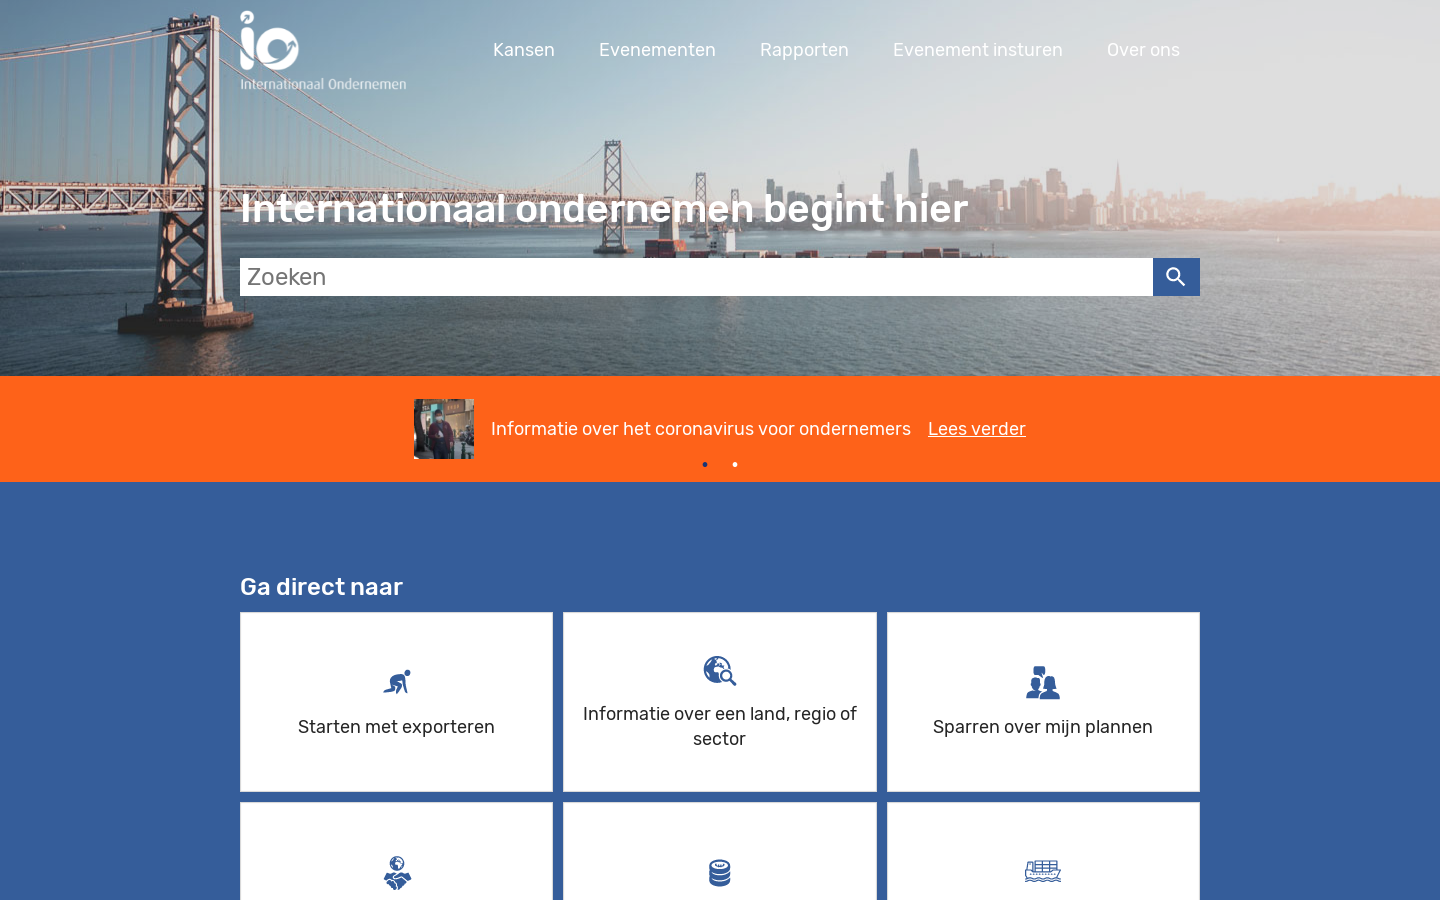 io
Internationaal Ondernemen
Kansen
Evenementen
Rapporten
Evenement insturen
Over ons
Internationaal ondernemen begint hier
Zoeken
Informatie over het coronavirus voor ondernemers Lees verder
Ga direct naar
Starten met exporteren
Informatie over een land, regio of
sector
Sparren over mijn plannen